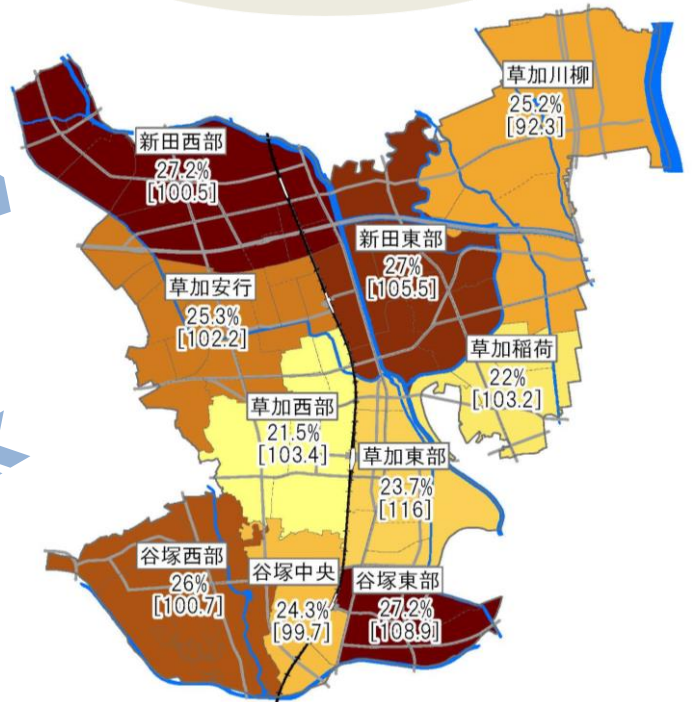 草加川柳
25.2%
[92.3]
新田西部
27.2%
[100.5]
新田東部
27%
[105.5]
草加安行
25.3%
[102.2]
草加稲荷
22%
[103.2]
草加西部
21.5%
[103.4]
草加東部
23.7%
[116]
谷塚西部
26%
[100.7]
谷塚中央
24.3%
[99.7]
谷塚東部
27.2%
[108.9]